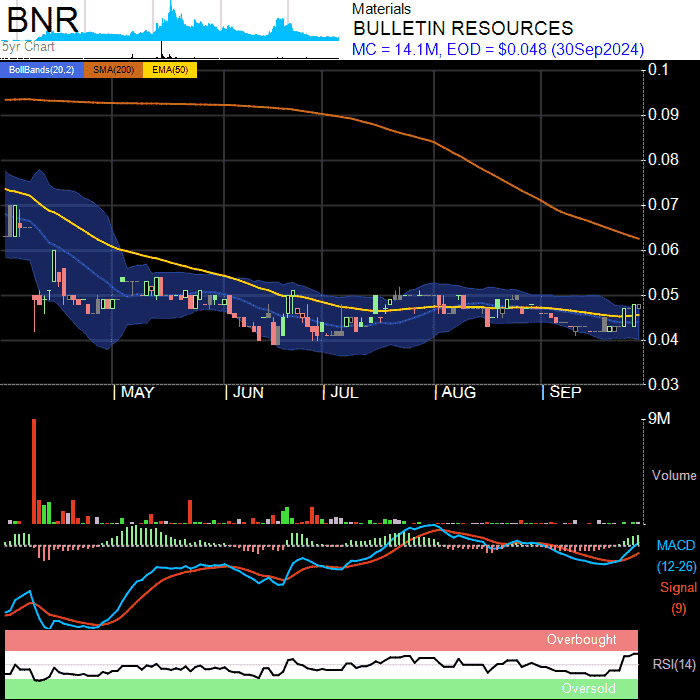 BNR
5yr Chart
Materials
BULLETIN RESOURCES
MC = 14.1M, EOD = $0.048 (30Sep2024)
BollBands(20,2) SMA(200) EMA(50)
0.1
0.09
0.08
0.07
0.06
0.05
0.04
0.03
MAY JUN JUL AUG SEP
9M
Volume
MACD
(12-26)
Signal
(9)
Overbought
RSI(14)
Oversold